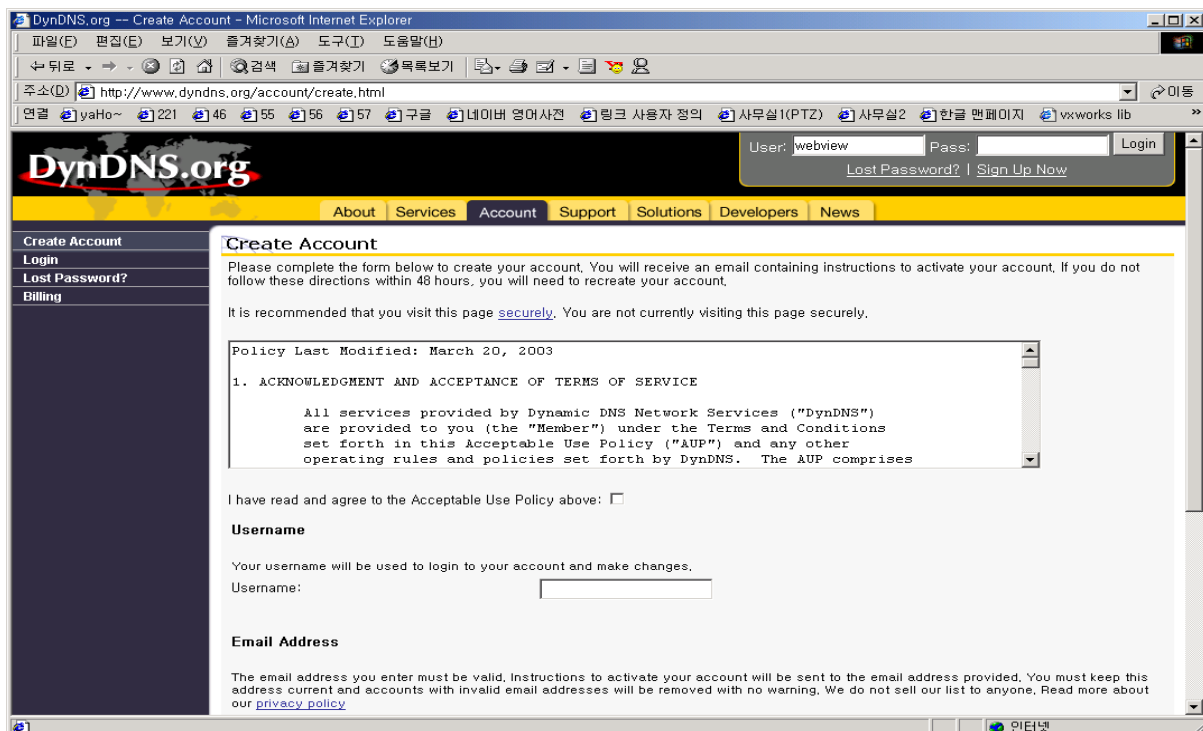 DynDNS.org -- Create Account - Microsoft Internet Explorer
파일(F) 편집(E) 보기(V) 즐겨찾기(A) 도구(T) 도움말(H)
뒤로 검색 즐겨찾기 목록보기
주소(D) http://www.dyndns.org/account/create.html 이동
연결 yaHo~ 221 46 55 56 57 구글 네이버 영어사전 링크 사용자 정의 사무실1(PTZ) 사무실2 한글 맨페이지 vxworks lib »
DynDNS.org
User: webview Pass: Login
Lost Password? | Sign Up Now
About Services Account Support Solutions Developers News
Create Account
Login
Lost Password?
Billing
Create Account
Please complete the form below to create your account. You will receive an email containing instructions to activate your account. If you do not
follow these directions within 48 hours, you will need to recreate your account.
It is recommended that you visit this page securely. You are not currently visiting this page securely.
Policy Last Modified: March 20, 2003
1. ACKNOWLEDGMENT AND ACCEPTANCE OF TERMS OF SERVICE
All services provided by Dynamic DNS Network Services ("DynDNS")
are provided to you (the "Member") under the Terms and Conditions
set forth in this Acceptable Use Policy ("AUP") and any other
operating rules and policies set forth by DynDNS. The AUP comprises
I have read and agree to the Acceptable Use Policy above:
Username
Your username will be used to login to your account and make changes.
Username:
Email Address
The email address you enter must be valid. Instructions to activate your account will be sent to the email address provided. You must keep this
address current and accounts with invalid email addresses will be removed with no warning. We do not sell our list to anyone. Read more about
our privacy policy
인터넷